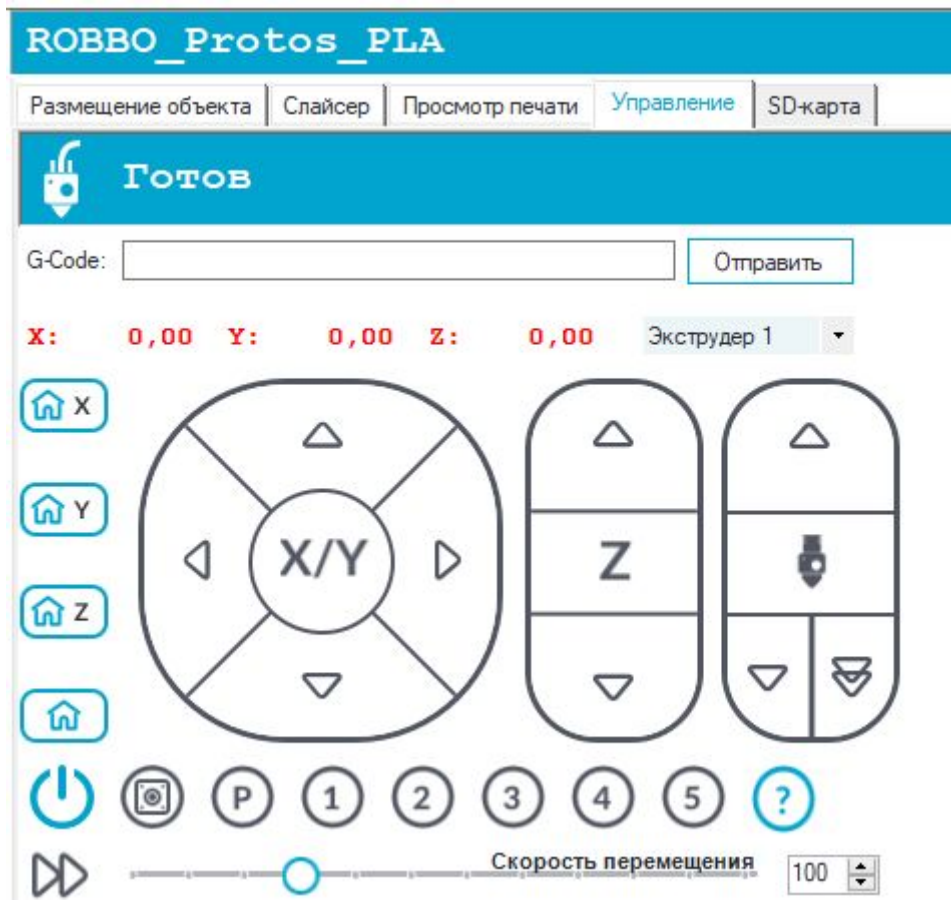 ROBBO_Protos_PLA
Размещение объекта Слайсер Просмотр печати Управление SD-карта
Готов
G-Code: Отправить
X: 0,00 Y: 0,00 Z: 0,00 Экструдер 1
X
Y
X/Y Z
Z
P 1 2 3 4 5 ?
Скорость перемещения 100